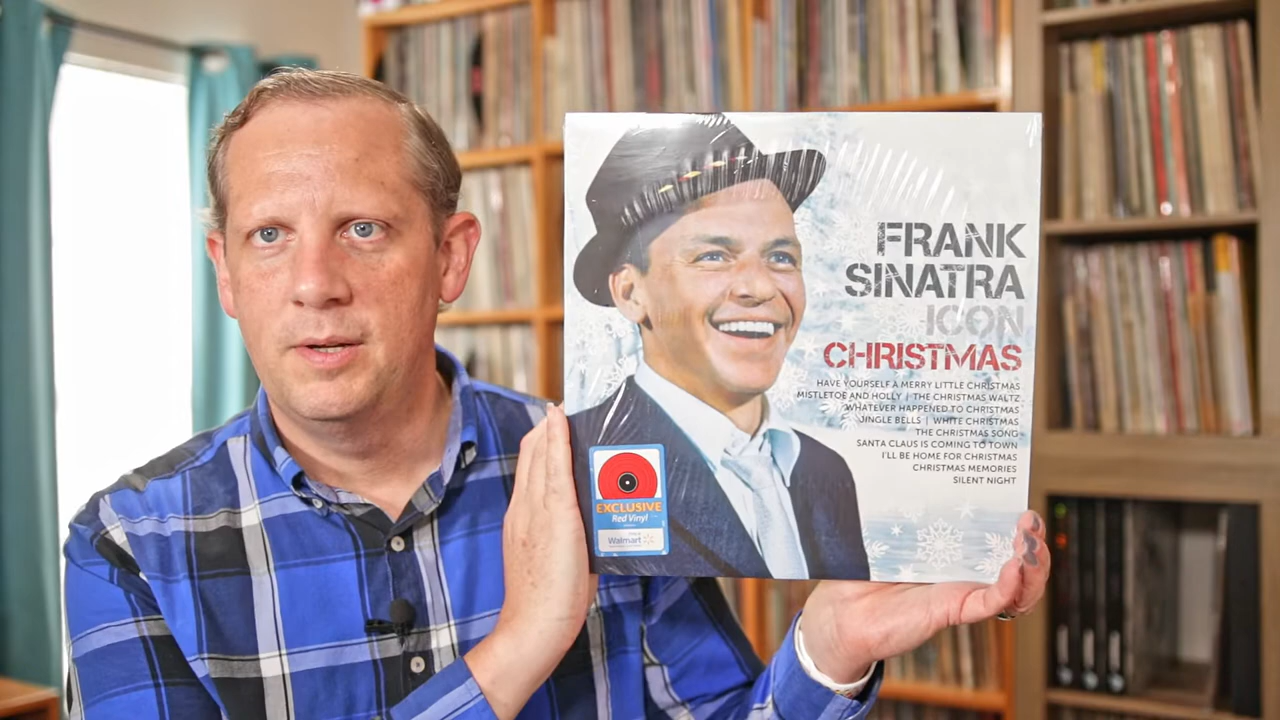 FRANK
SINATRA
ICON
CHRISTMAS
HAVE YOURSELF A MERRY LITTLE CHRISTMAS
MISTLETOE AND HOLLY | THE CHRISTMAS WALTZ
WHATEVER HAPPENED TO CHRISTMAS
JINGLE BELLS | WHITE CHRISTMAS
THE CHRISTMAS SONG
SANTA CLAUS IS COMING TO TOWN
I'LL BE HOME FOR CHRISTMAS
CHRISTMAS MEMORIES
SILENT NIGHT
EXCLUSIVE
Red Vinyl
Walmart